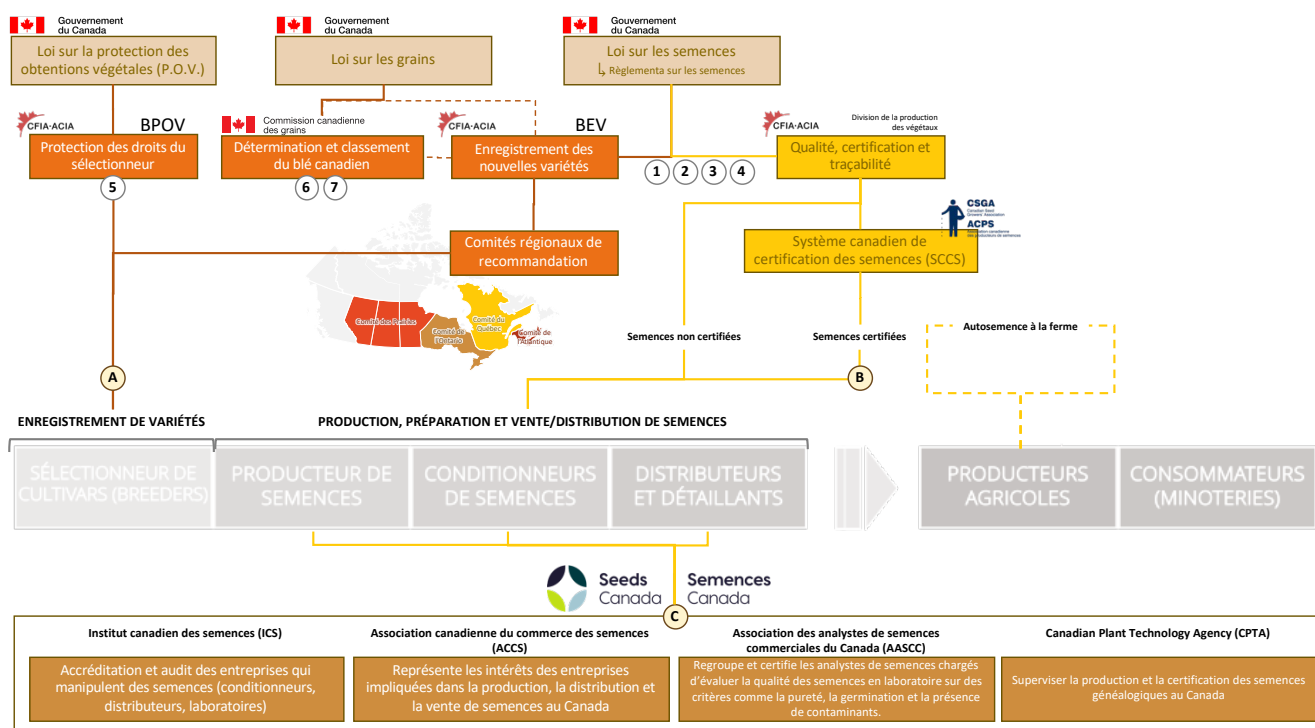 Gouvernement
du Canada
Gouvernement
du Canada
Gouvernement
du Canada
Loi sur la protection des
obtentions végétales (P.O.V.)
Loi sur les grains
Loi sur les semences
↳ Règlementa sur les semences
CFIA·ACIA
BPOV
Commission canadienne
des grains
CFIA·ACIA
BEV
CFIA·ACIA
Division de la production
des végétaux
Protection des droits du
sélectionneur
Détermination et classement
du blé canadien
Enregistrement des
nouvelles variétés
Qualité, certification et
traçabilité
5
6
7
1
2
3
4
CSGA
Canadian Seed
Growers' Association
ACPS
Association canadienne
des producteurs de semences
Comités régionaux de
recommandation
Système canadien de
certification des semences (SCCS)
Comité des Prairies
Comité de
l'Ontario
Comité du
Québec
Comité de
l'Atlantique
Semences non certifiées
Semences certifiées
Autosemence à la ferme
A
B
ENREGISTREMENT DE VARIÉTÉS
PRODUCTION, PRÉPARATION ET VENTE/DISTRIBUTION DE SEMENCES
SÉLECTIONNEUR DE
CULTIVARS (BREEDERS)
PRODUCTEUR DE
SEMENCES
CONDITIONNEURS
DE SEMENCES
DISTRIBUTEURS
ET DÉTAILLANTS
PRODUCTEURS
AGRICOLES
CONSOMMATEURS
(MINOTERIES)
Seeds
Canada
Semences
Canada
C
Institut canadien des semences (ICS)
Accréditation et audit des entreprises qui
manipulent des semences (conditionneurs,
distributeurs, laboratoires)
Association canadienne du commerce des semences
(ACCS)
Représente les intérêts des entreprises
impliquées dans la production, la distribution et
la vente de semences au Canada
Association des analystes de semences
commerciales du Canada (AASCC)
Regroupe et certifie les analystes de semences chargés
d'évaluer la qualité des semences en laboratoire sur des
critères comme la pureté, la germination et la présence
de contaminants.
Canadian Plant Technology Agency (CPTA)
Superviser la production et la certification des semences
généalogiques au Canada